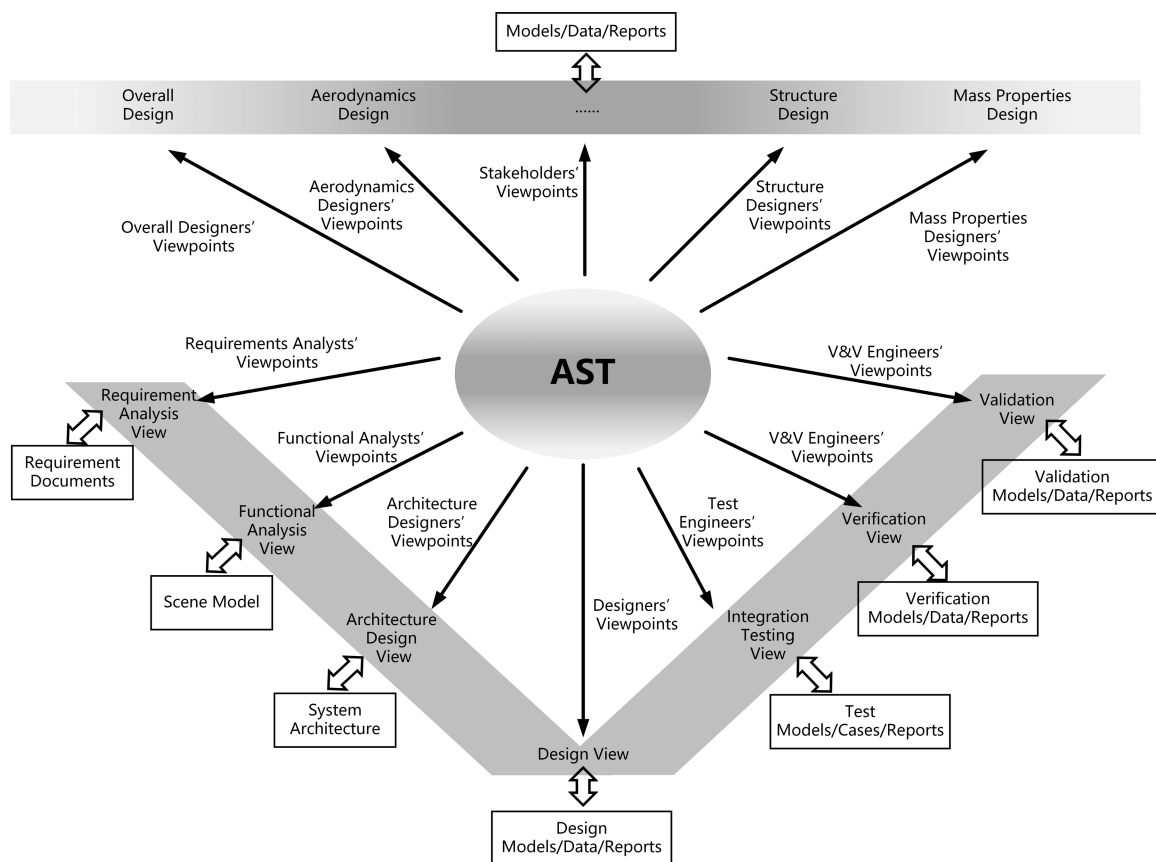 Models/Data/Reports
Overall
Design
Aerodynamics
Design
......
Structure
Design
Mass Properties
Design
Overall Designers’
Viewpoints
Aerodynamics
Designers’
Viewpoints
Stakeholders’
Viewpoints
Structure
Designers’
Viewpoints
Mass Properties
Designers’
Viewpoints
AST
Requirements Analysts’
Viewpoints
V&V Engineers’
Viewpoints
Requirement
Analysis
View
Validation
View
Requirement
Documents
Functional Analysts’
Viewpoints
V&V Engineers’
Viewpoints
Validation
Models/Data/Reports
Functional
Analysis
View
Architecture
Designers’
Viewpoints
Test
Engineers’
Viewpoints
Verification
View
Scene Model
Designers’
Viewpoints
Verification
Models/Data/Reports
Architecture
Design
View
Integration
Testing
View
System
Architecture
Test
Models/Cases/Reports
Design View
Design
Models/Data/Reports